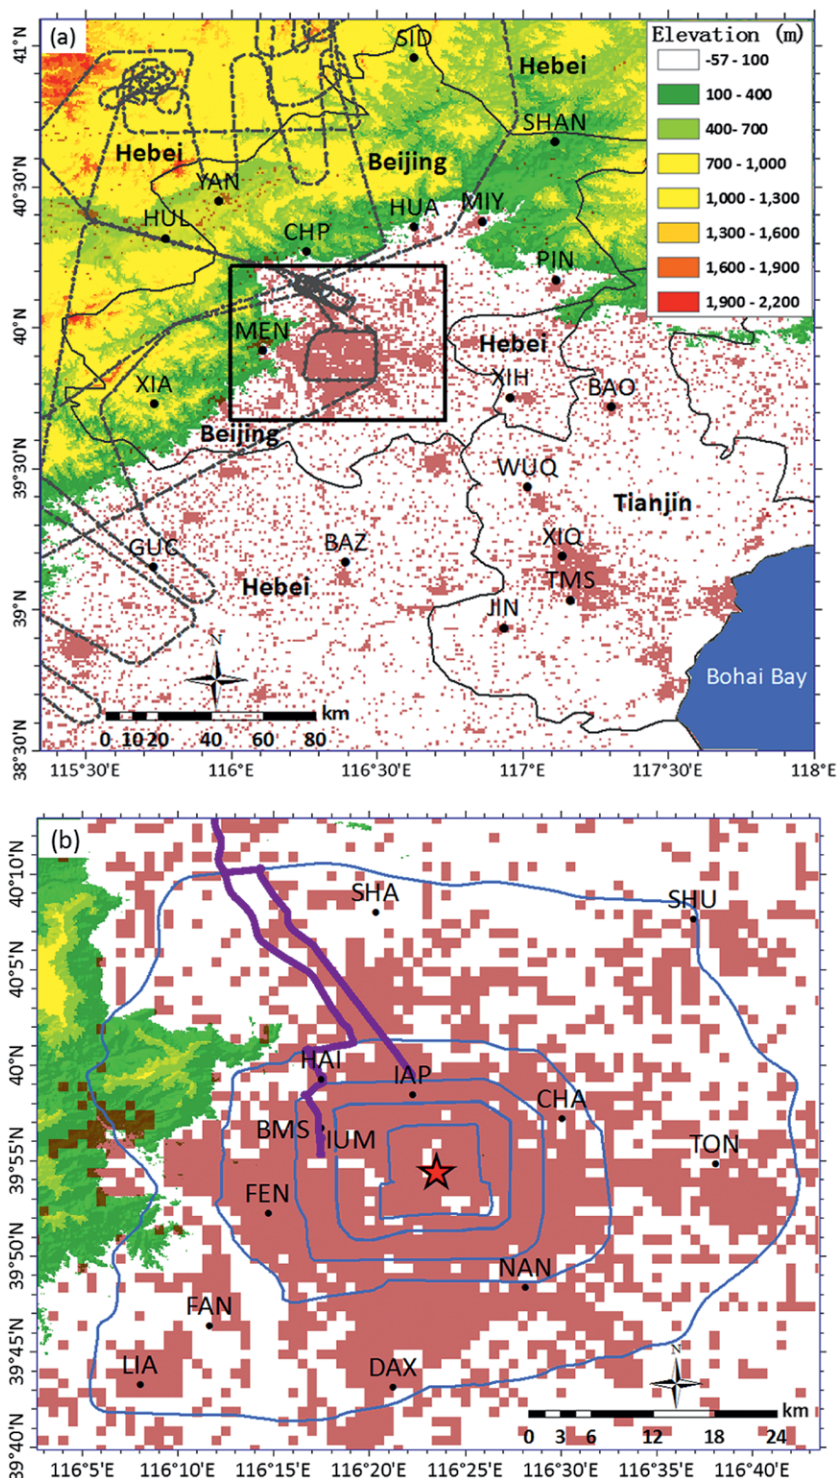 (a)
Elevation (m)
-57 - 100
100 - 400
400- 700
700 - 1,000
1,000 - 1,300
1,300 - 1,600
1,600 - 1,900
1,900 - 2,200
SID
Hebei
SHAN
Hebei
Beijing
YAN
HUL
HUA
MIY
CHP
PIN
MEN
Hebei
XIH
XIA
BAO
Beijing
WUQ
Tianjin
XIQ
GUC
BAZ
TMS
Hebei
JIN
N
Bohai Bay
km
0 10 20 40 60 80
41°N
40°30'N
40°N
39°30'N
39°N
38°30'N
115°30'E 116°E 116°30'E 117°E 117°30'E 118°E
(b)
SHA
SHU
HAI
IAP
CHA
BMS
IUM
TON
FEN
NAN
FAN
LIA
DAX
N
km
0 3 6 12 18 24
40°10'N
40°5'N
40°N
39°55'N
39°50'N
39°45'N
39°40'N
116°5'E 116°10'E 116°15'E 116°20'E 116°25'E 116°30'E 116°35'E 116°40'E